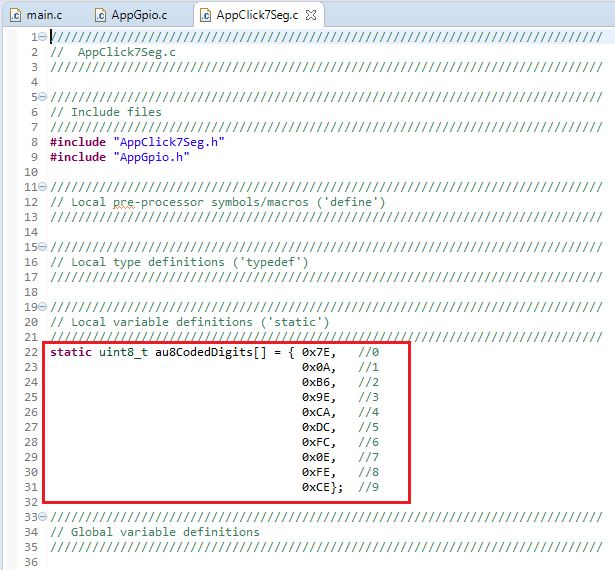 main.c AppGpio.c AppClick7Seg.c
1 ///////////////////////////////////////////////////////////////////////////////
2 //  AppClick7Seg.c
3 ///////////////////////////////////////////////////////////////////////////////
4
5 ///////////////////////////////////////////////////////////////////////////////
6 // Include files
7 ///////////////////////////////////////////////////////////////////////////////
8 #include "AppClick7Seg.h"
9 #include "AppGpio.h"
10
11 ///////////////////////////////////////////////////////////////////////////////
12 // Local pre-processor symbols/macros ('define')
13 ///////////////////////////////////////////////////////////////////////////////
14
15 ///////////////////////////////////////////////////////////////////////////////
16 // Local type definitions ('typedef')
17 ///////////////////////////////////////////////////////////////////////////////
18
19 ///////////////////////////////////////////////////////////////////////////////
20 // Local variable definitions ('static')
21 ///////////////////////////////////////////////////////////////////////////////
22 static uint8_t au8CodedDigits[] = { 0x7E,   //0
23                                     0x0A,   //1
24                                     0xB6,   //2
25                                     0x9E,   //3
26                                     0xCA,   //4
27                                     0xDC,   //5
28                                     0xFC,   //6
29                                     0x0E,   //7
30                                     0xFE,   //8
31                                     0xCE};  //9
32
33 ///////////////////////////////////////////////////////////////////////////////
34 // Global variable definitions
35 ///////////////////////////////////////////////////////////////////////////////
36